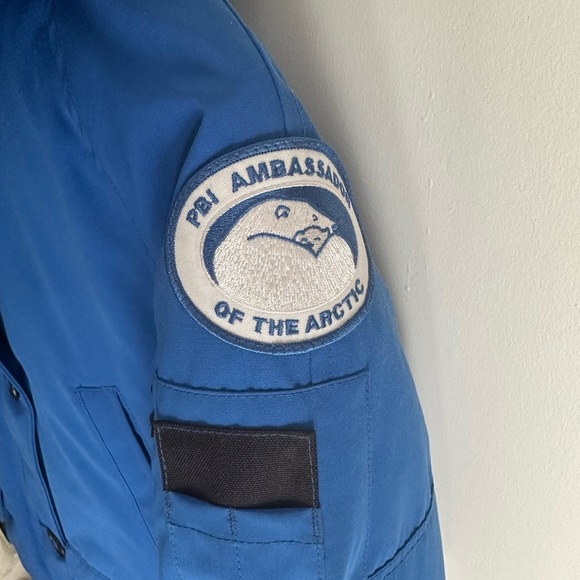 PBI AMBASSADOR
OF THE ARCTIC